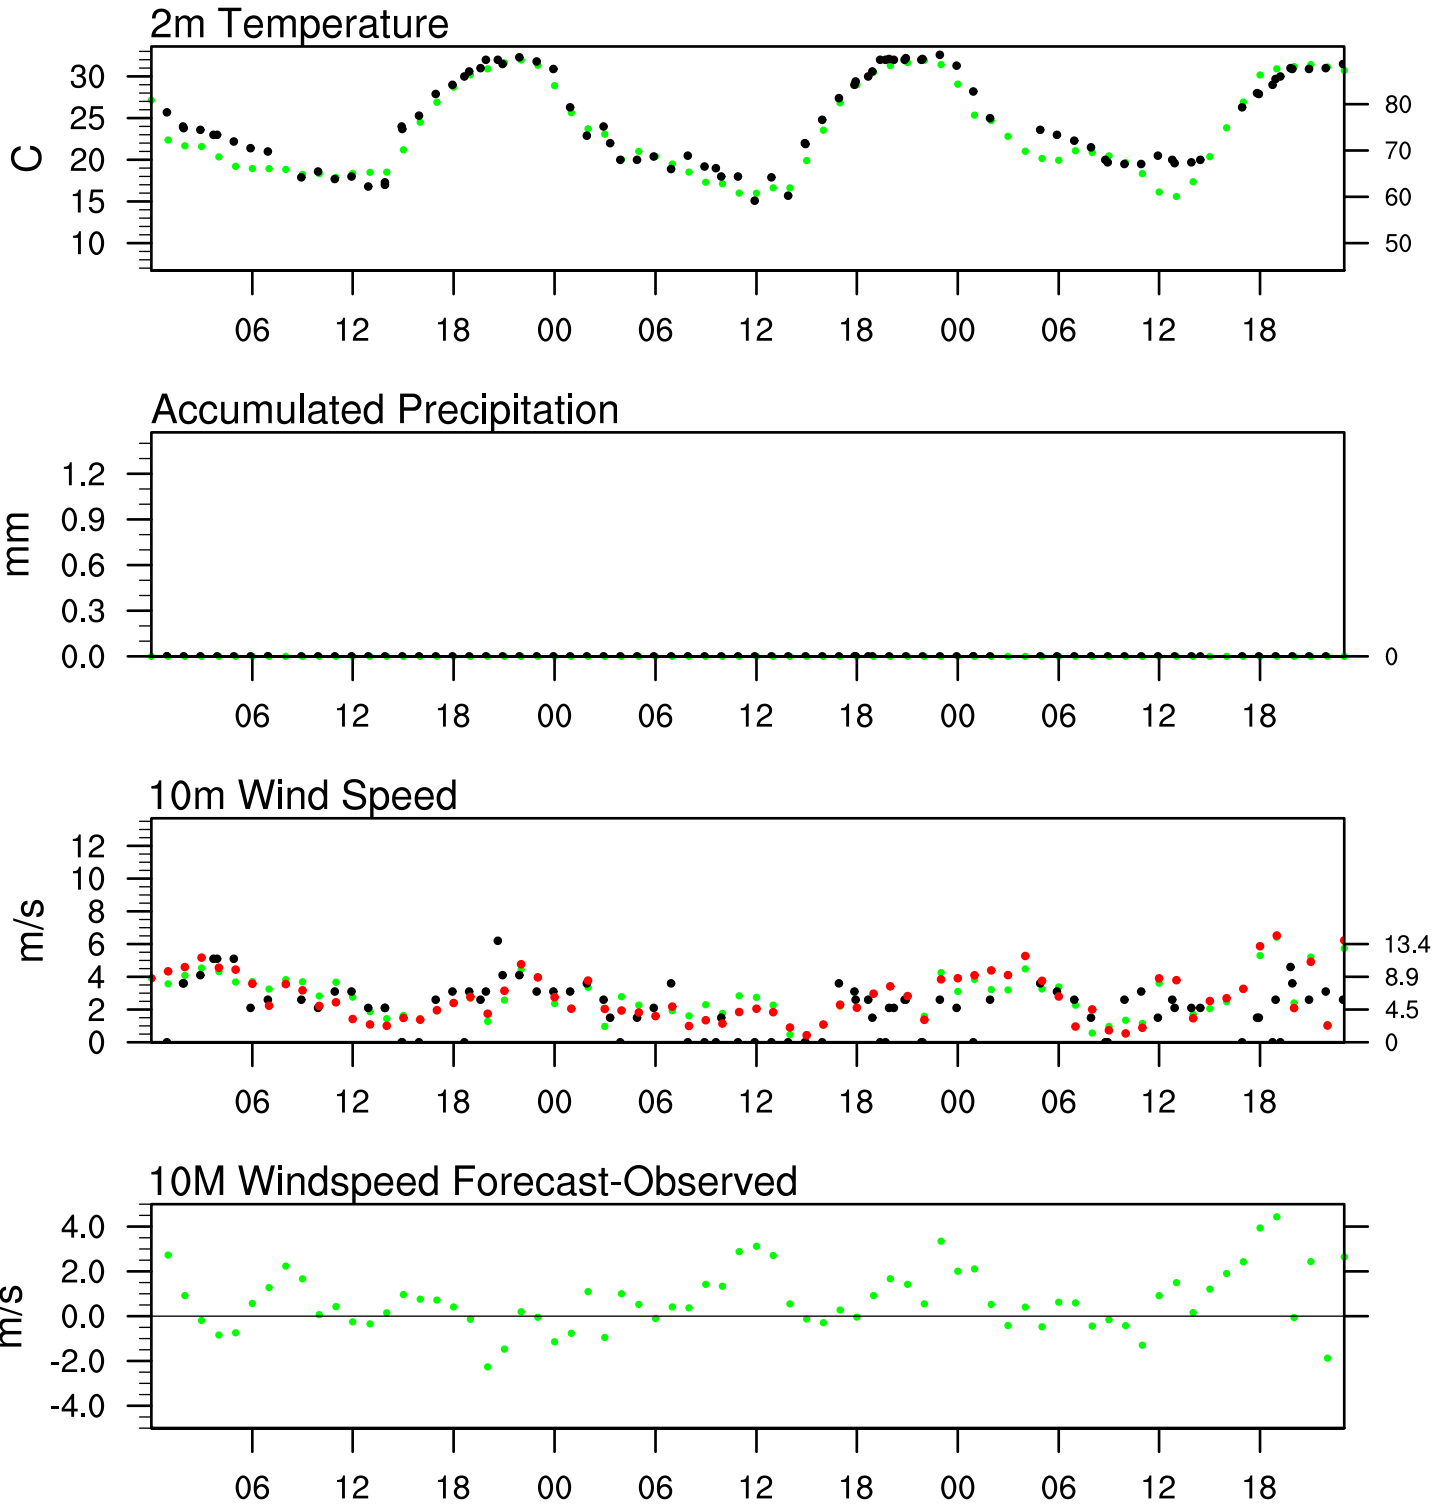 2m Temperature
30
25
20
15
10
C
80
70
60
50
06 12 18 00 06 12 18 00 06 12 18
Accumulated Precipitation
1.2
0.9
0.6
0.3
0.0
mm
0
06 12 18 00 06 12 18 00 06 12 18
10m Wind Speed
12
10
8
6
4
2
0
m/s
13.4
8.9
4.5
0
06 12 18 00 06 12 18 00 06 12 18
10M Windspeed Forecast-Observed
4.0
2.0
0.0
-2.0
-4.0
m/s
06 12 18 00 06 12 18 00 06 12 18